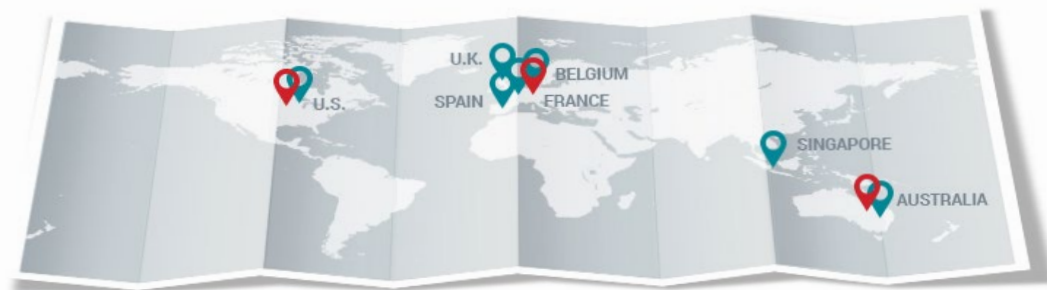 U.K.
BELGIUM
U.S.
SPAIN
FRANCE
SINGAPORE
AUSTRALIA